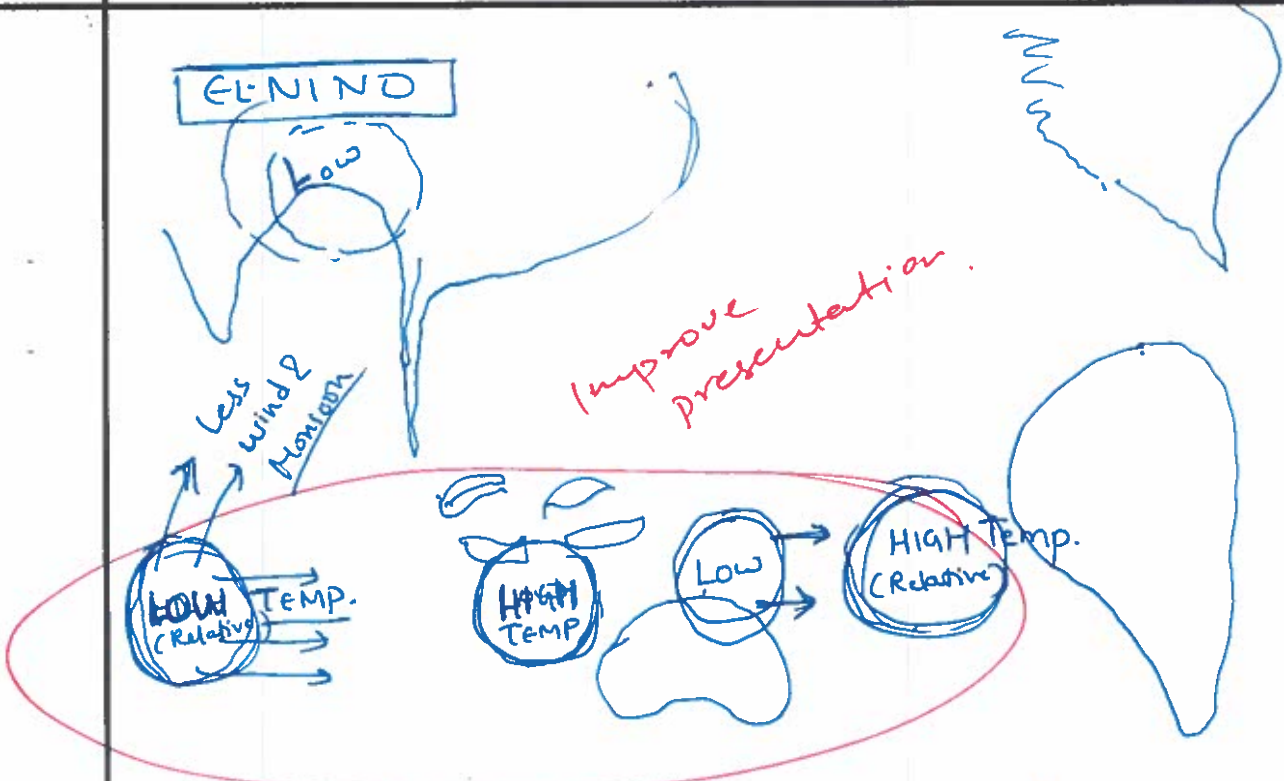 EL-NINO
Low
Less
wind &
Monsoon
Improve
presentation.
LOW TEMP.
(Relative)
HIGH
TEMP
LOW
HIGH Temp.
(Relative)